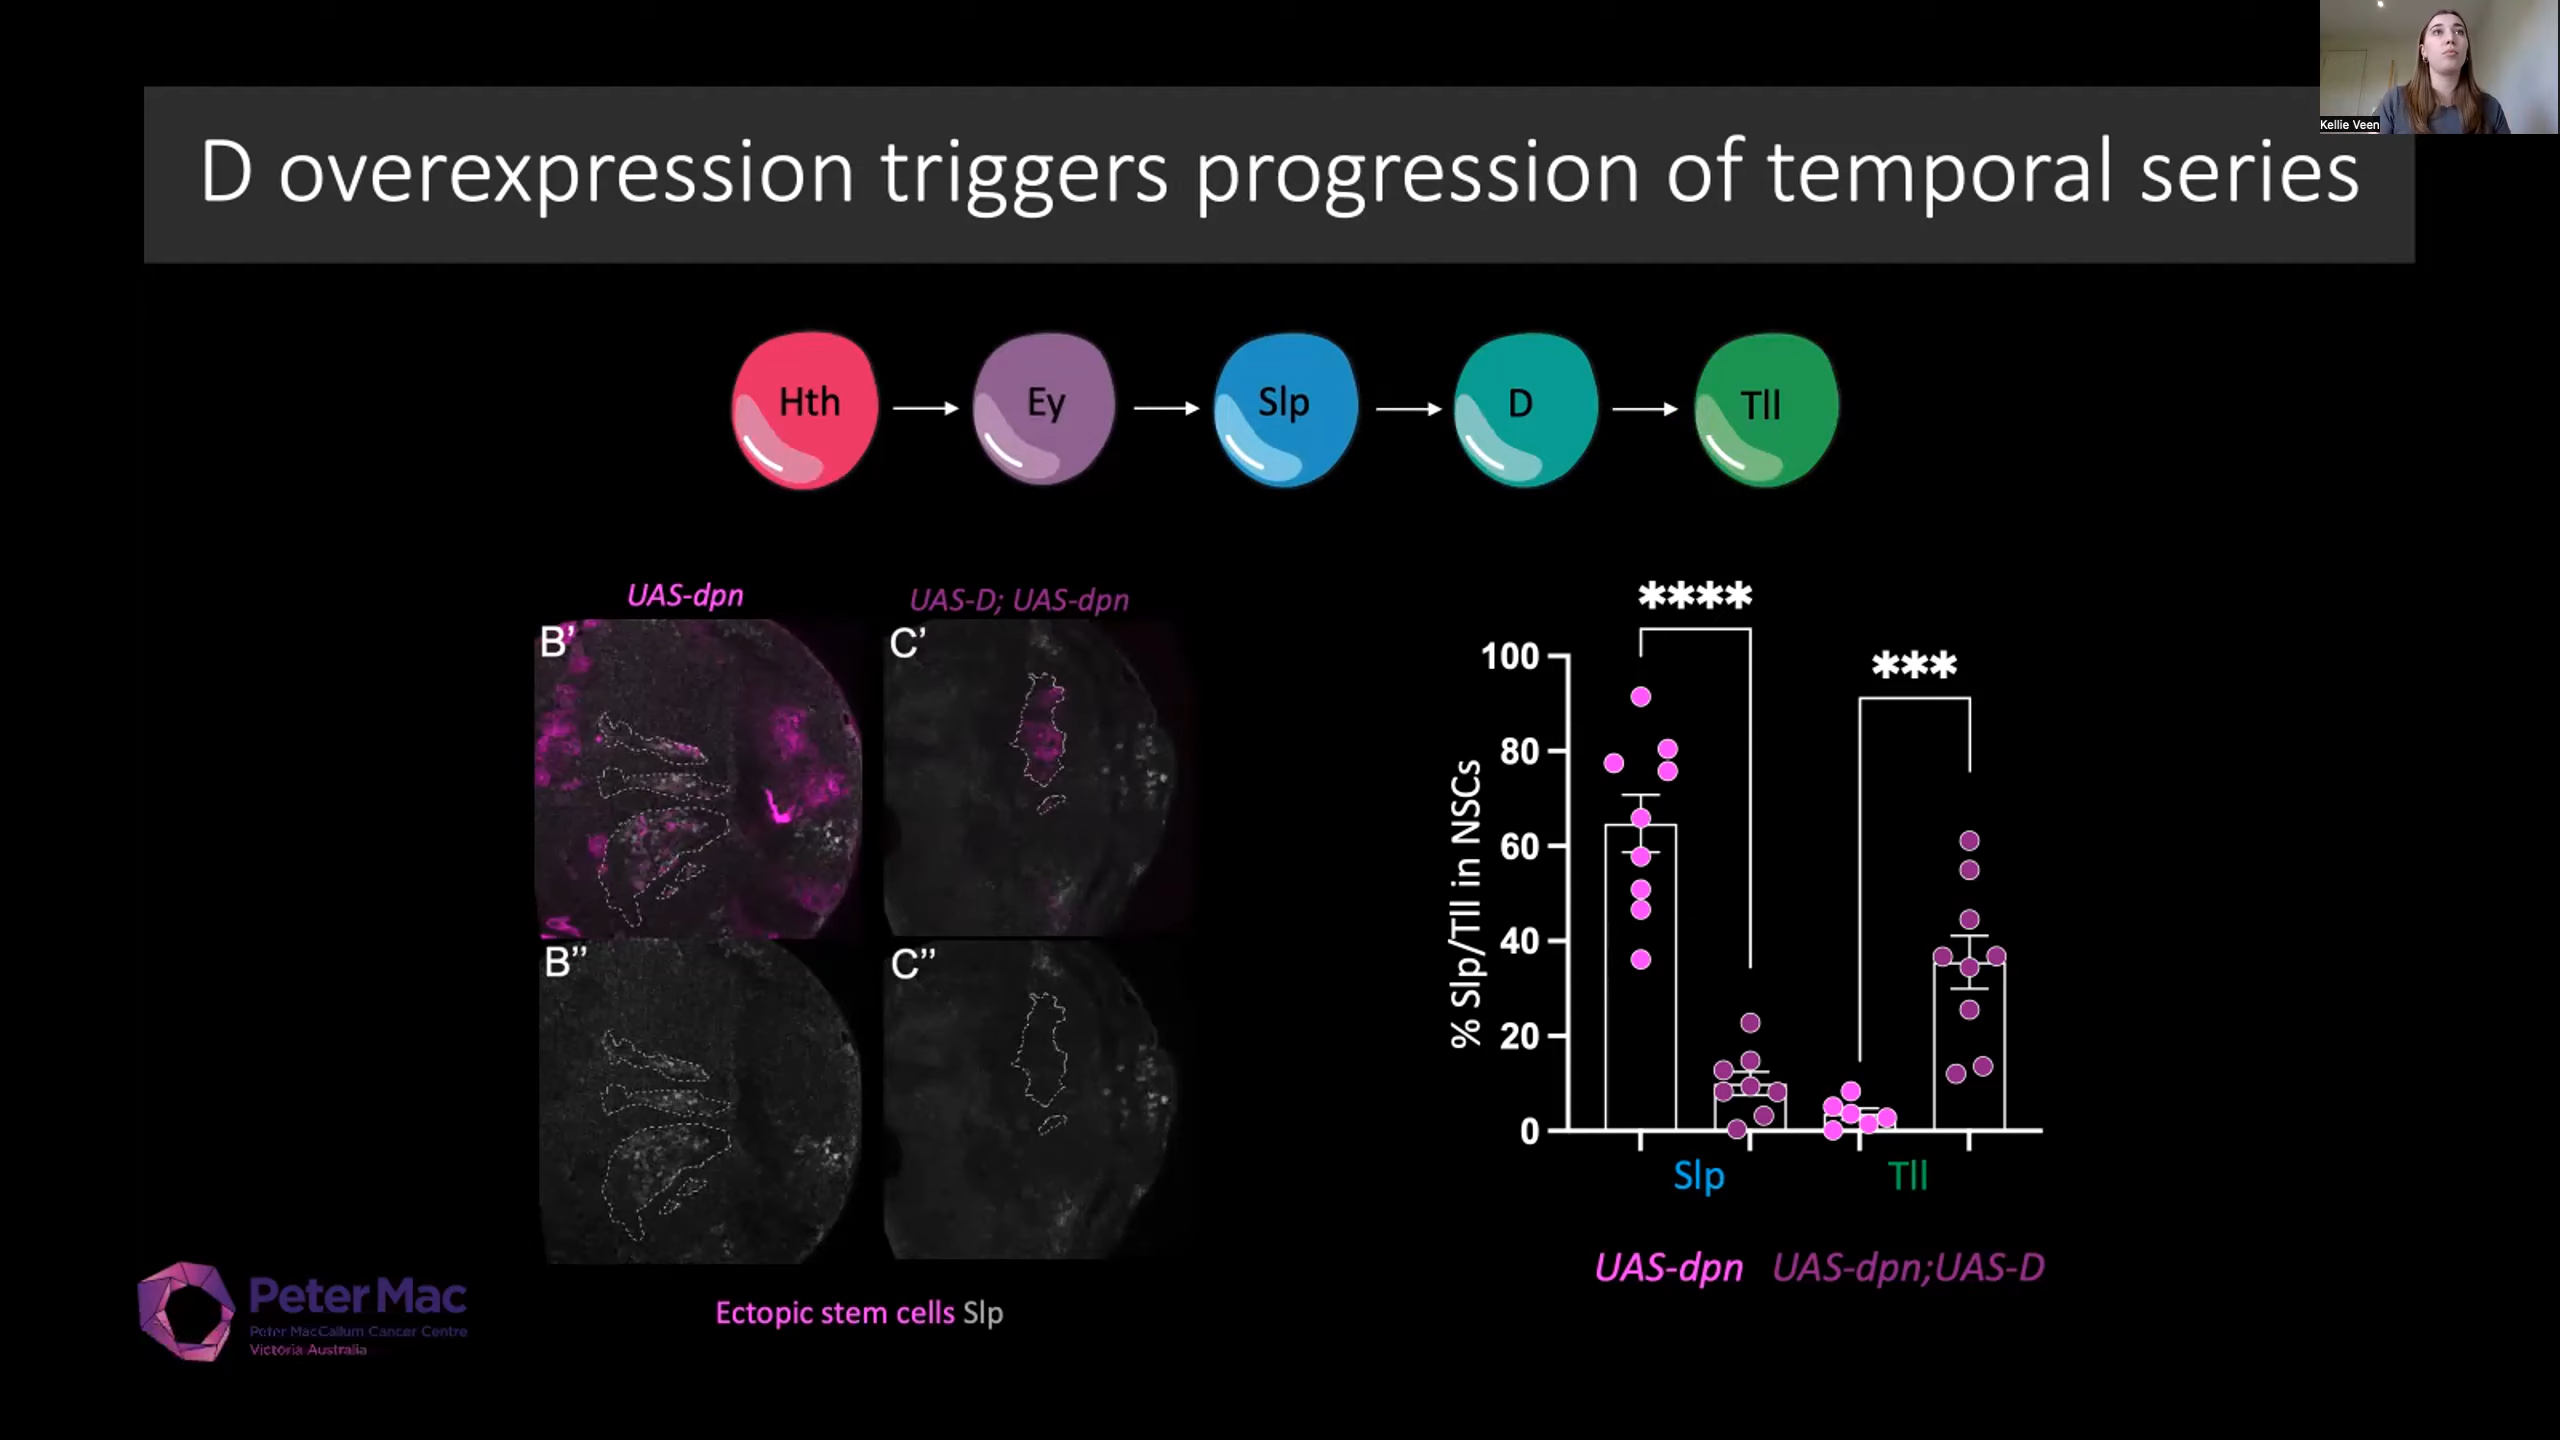 Kellie Veen
D overexpression triggers progression of temporal series
Hth
Ey
Slp
D
Tll
UAS-dpn
UAS-D; UAS-dpn
B’
C’
B’’
C’’
Ectopic stem cells Slp
****
***
% Slp/Tll in NSCs
100
80
60
40
20
0
Slp
Tll
UAS-dpn UAS-dpn;UAS-D
Peter Mac
Peter MacCallum Cancer Centre
Victoria Australia